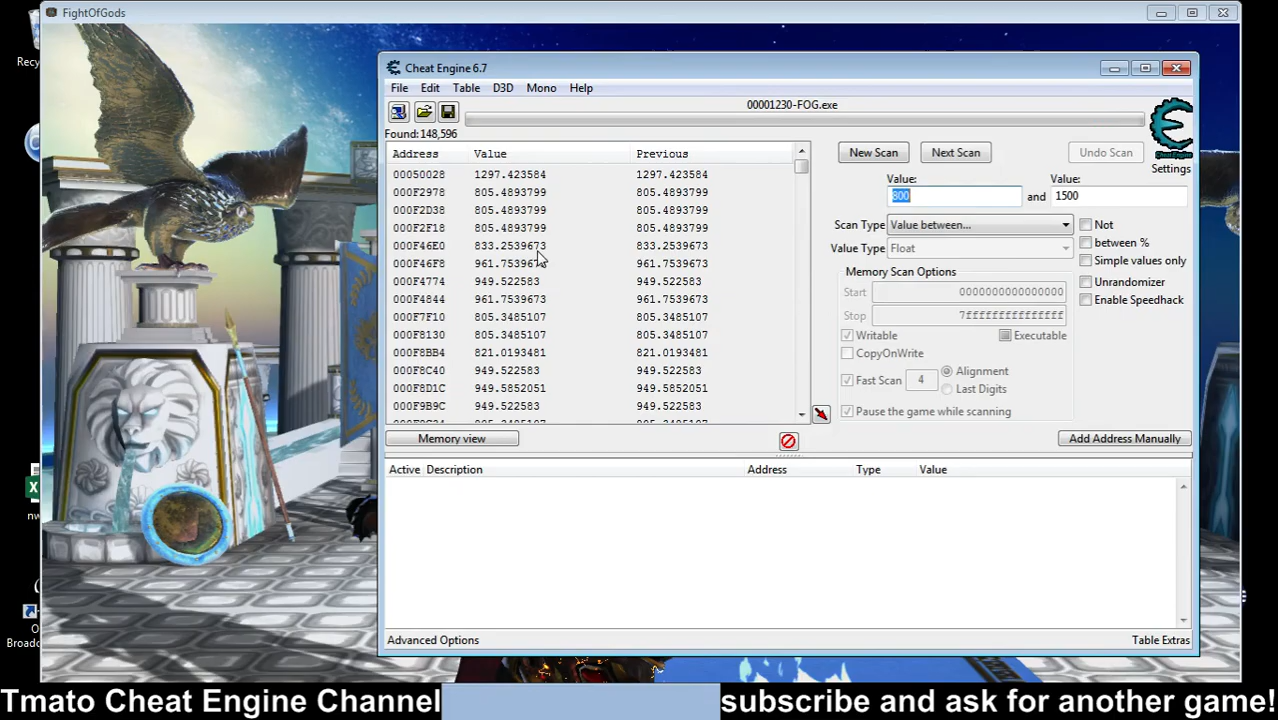 FightOfGods
Recy
Cheat Engine 6.7
File Edit Table D3D Mono Help
00001230-FOG.exe
Found:148,596
Address Value Previous
00050028 1297.423584 1297.423584
000F2978 805.4893799 805.4893799
000F2D38 805.4893799 805.4893799
000F2F18 805.4893799 805.4893799
000F46E0 833.2539673 833.2539673
000F46F8 961.7539673 961.7539673
000F4774 949.522583 949.522583
000F4844 961.7539673 961.7539673
000F7F10 805.3485107 805.3485107
000F8130 805.3485107 805.3485107
000F8BB4 821.0193481 821.0193481
000F8C40 949.522583 949.522583
000F8D1C 949.5852051 949.5852051
000F9B9C 949.522583 949.522583
New Scan Next Scan Undo Scan
Cheat Engine
Settings
Value: Value:
800 and 1500
Scan Type Value between... Not
Value Type Float between %
Simple values only
Memory Scan Options
Start 0000000000000000
Unrandomizer
Enable Speedhack
Stop 7fffffffffffffff
Writable Executable
CopyOnWrite
Fast Scan 4 Alignment
Last Digits
Pause the game while scanning
Memory view Add Address Manually
Active Description Address Type Value
nw
O
Broadc
Advanced Options Table Extras
Tmato Cheat Engine Channel subscribe and ask for another game!